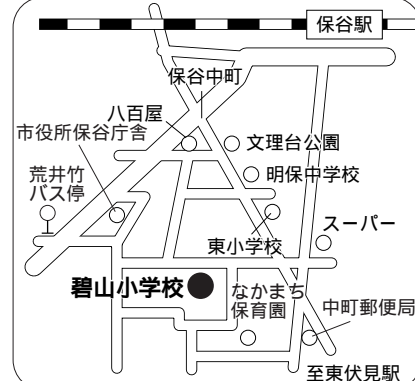 保谷駅
保谷中町
八百屋
市役所保谷庁舎
文理台公園
荒井竹
バス停
明保中学校
スーパー
東小学校
碧山小学校
なかまち
保育園
中町郵便局
至東伏見駅